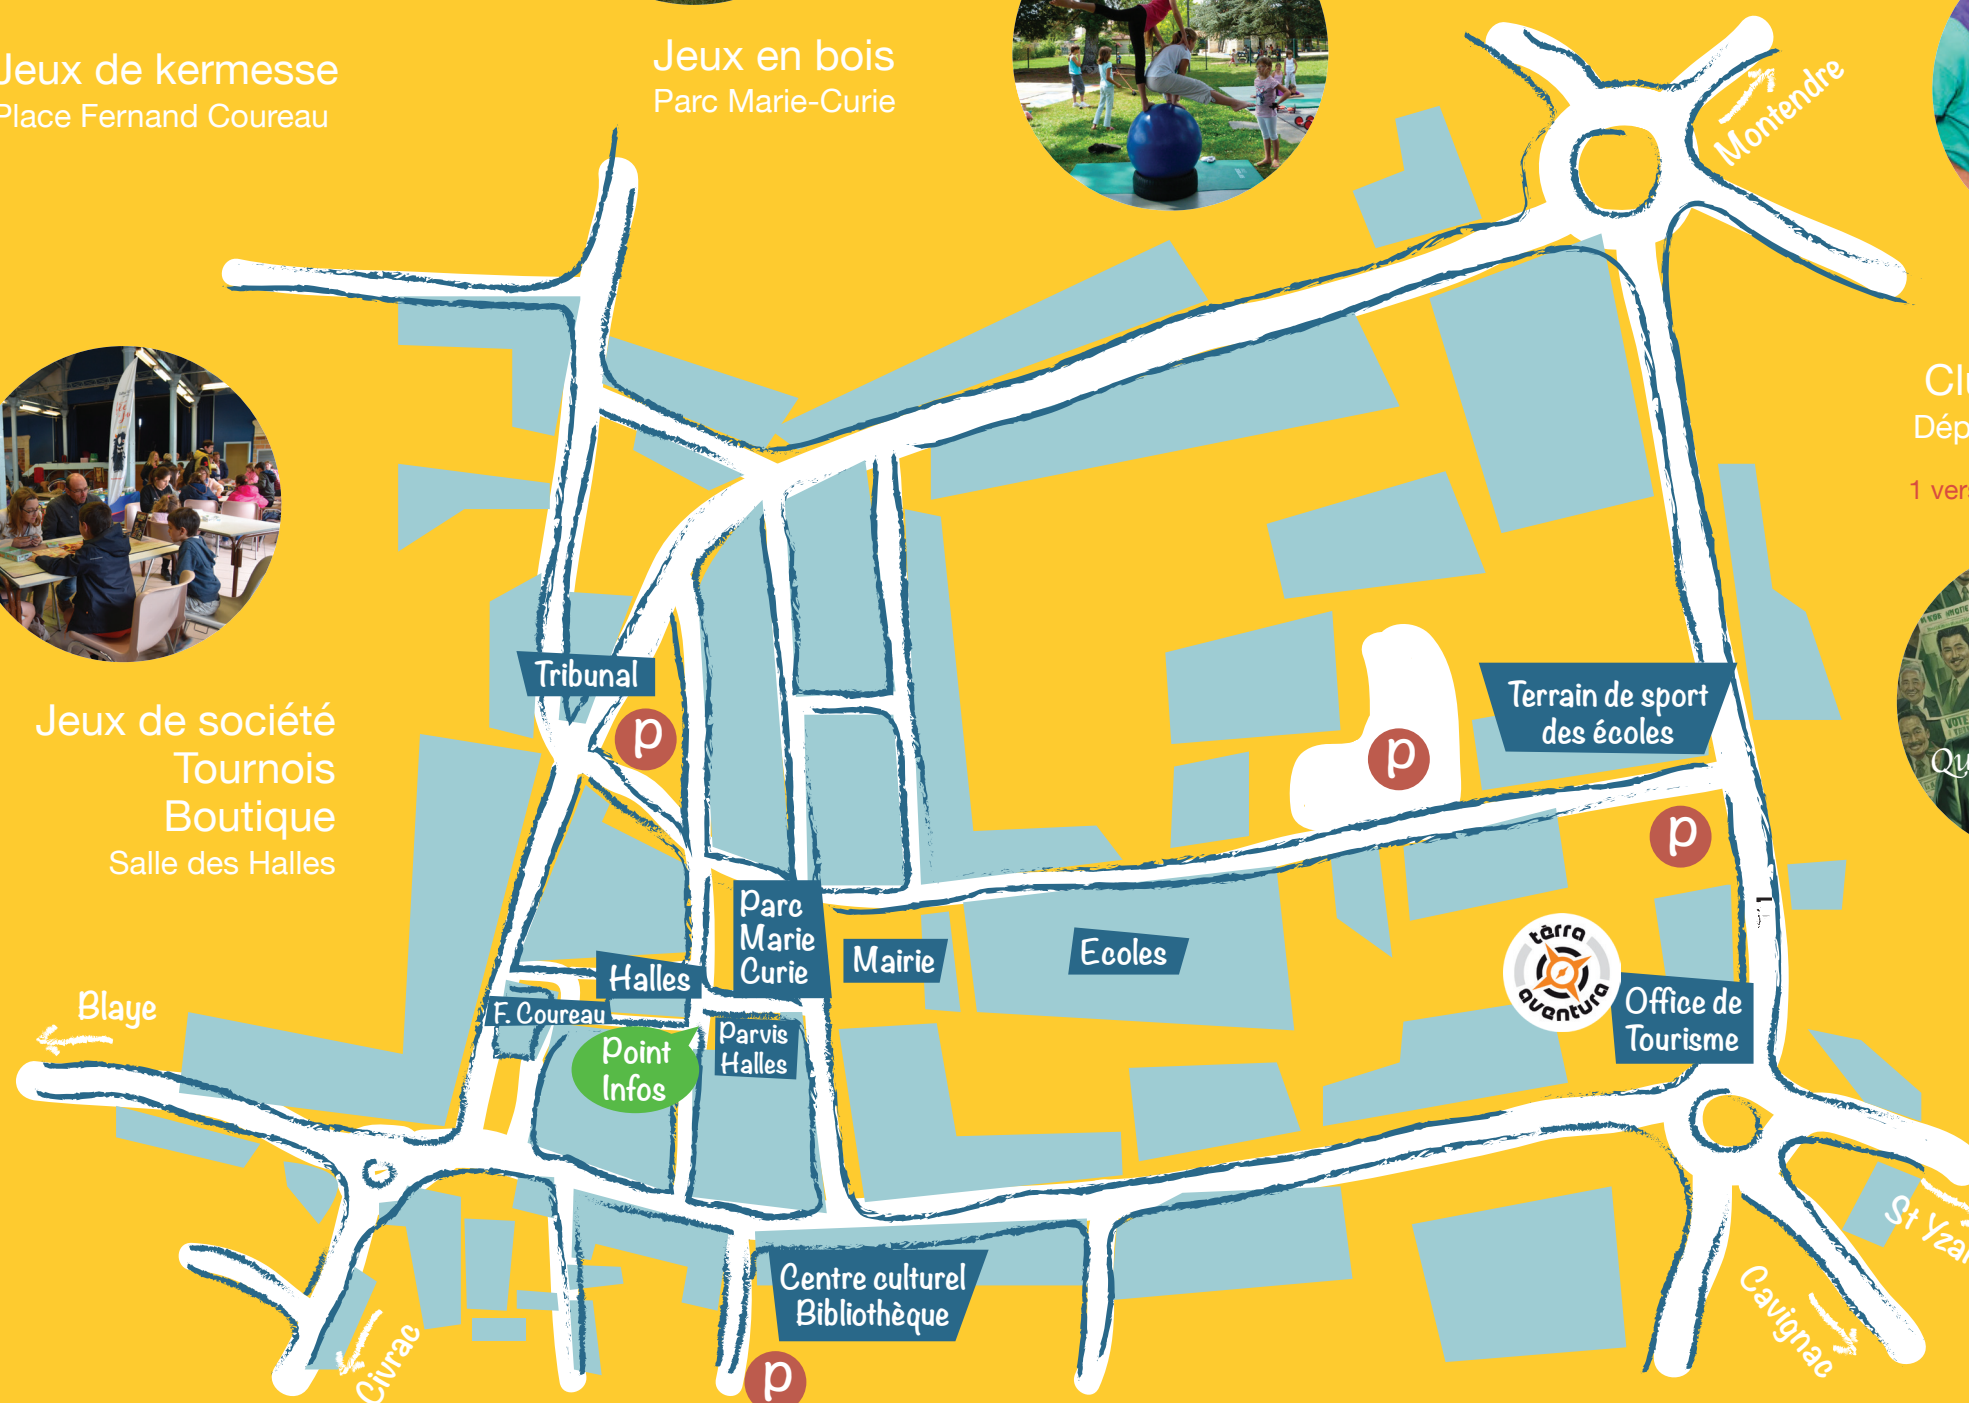 Jeux de kermesse
Place Fernand Coureau
Jeux en bois
Parc Marie-Curie
Montendre
Jeux de société
Tournois
Boutique
Salle des Halles
Tribunal
p
p
Terrain de sport
des écoles
p
Parc
Marie
Curie
Mairie
Ecoles
Halles
F. Coureau
Parvis
Halles
Point
Infos
tèrra
aventura
Office de
Tourisme
Blaye
Centre culturel
Bibliothèque
p
Civrac
Cavignac
St
1